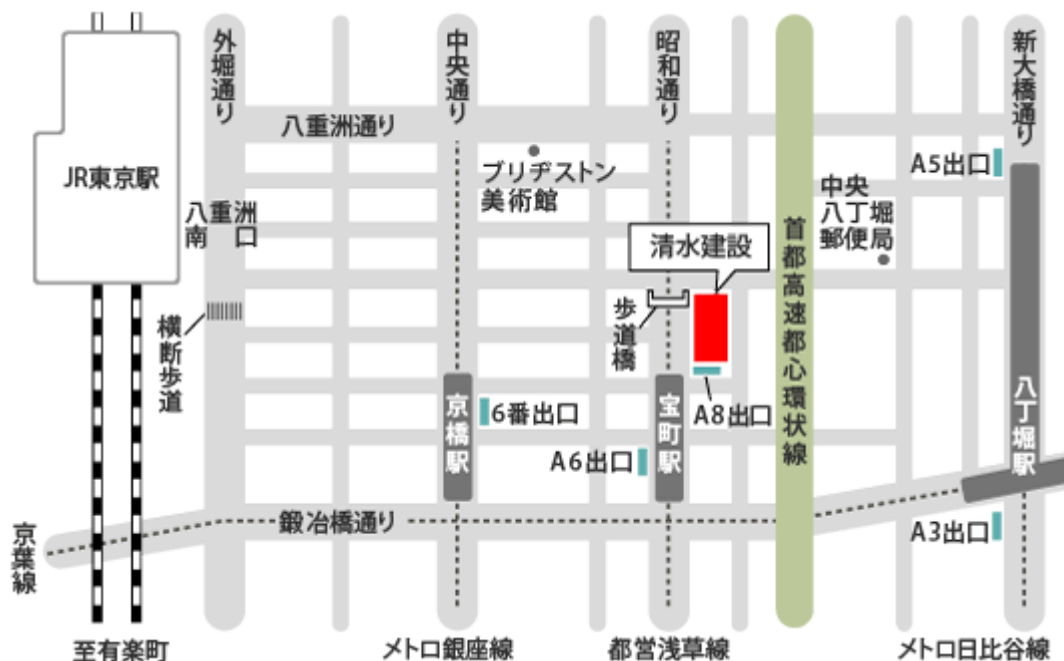 外堀通り
中央通り
昭和通り
新大橋通り
八重洲通り
JR東京駅
ブリヂストン
美術館
A5出口
中央
八丁堀
郵便局
八重洲
南口
清水建設
首都高速都心環状線
歩道橋
横断歩道
京橋駅
6番出口
宝町駅
A8出口
A6出口
八丁堀駅
鍛冶橋通り
A3出口
京葉線
至有楽町
メトロ銀座線
都営浅草線
メトロ日比谷線